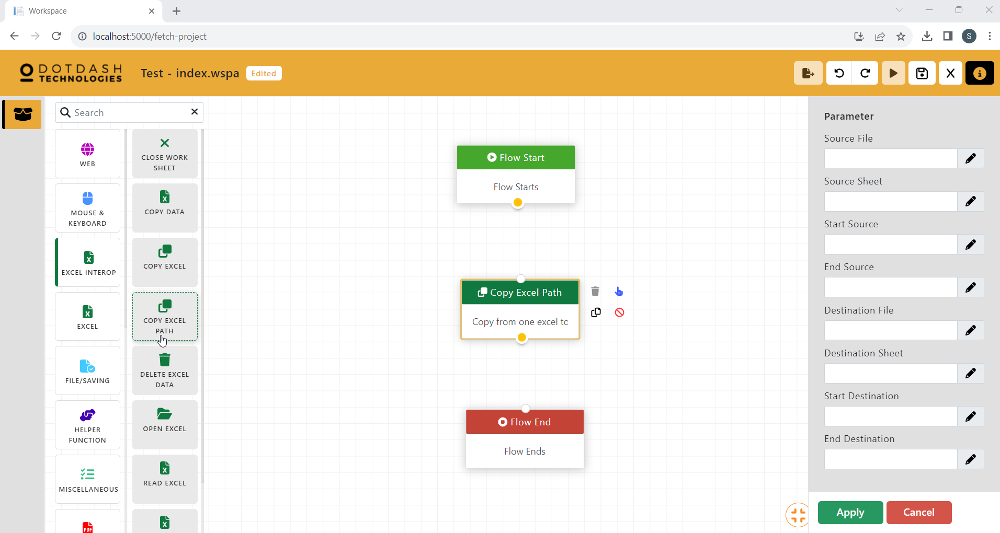 Workspace
localhost:5000/fetch-project
S
DOTDASH
TECHNOLOGIES
Test - index.wspa
Edited
Search
WEB
MOUSE &
KEYBOARD
EXCEL INTEROP
EXCEL
FILE/SAVING
HELPER
FUNCTION
MISCELLANEOUS
PDF
CLOSE WORK
SHEET
COPY DATA
COPY EXCEL
COPY EXCEL
PATH
DELETE EXCEL
DATA
OPEN EXCEL
READ EXCEL
Flow Start
Flow Starts
Copy Excel Path
Copy from one excel to
Flow End
Flow Ends
Parameter
Source File
Source Sheet
Start Source
End Source
Destination File
Destination Sheet
Start Destination
End Destination
Apply
Cancel